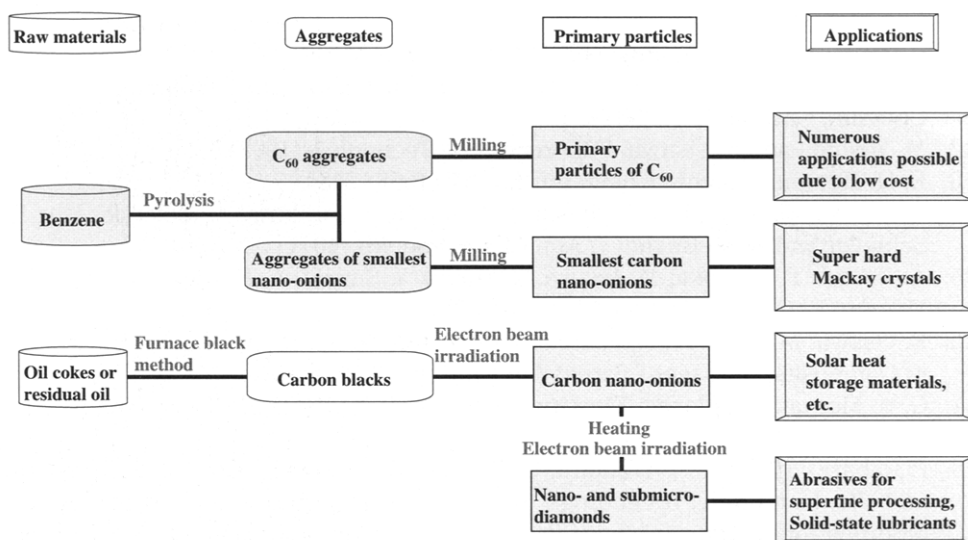 Raw materials
Aggregates
Primary particles
Applications
C₆₀ aggregates
Milling
Primary
particles of C₆₀
Numerous
applications possible
due to low cost
Benzene
Pyrolysis
Aggregates of smallest
nano-onions
Milling
Smallest carbon
nano-onions
Super hard
Mackay crystals
Oil cokes or
residual oil
Furnace black
method
Carbon blacks
Electron beam
irradiation
Carbon nano-onions
Solar heat
storage materials,
etc.
Heating
Electron beam irradiation
Nano- and submicro-
diamonds
Abrasives for
superfine processing,
Solid-state lubricants